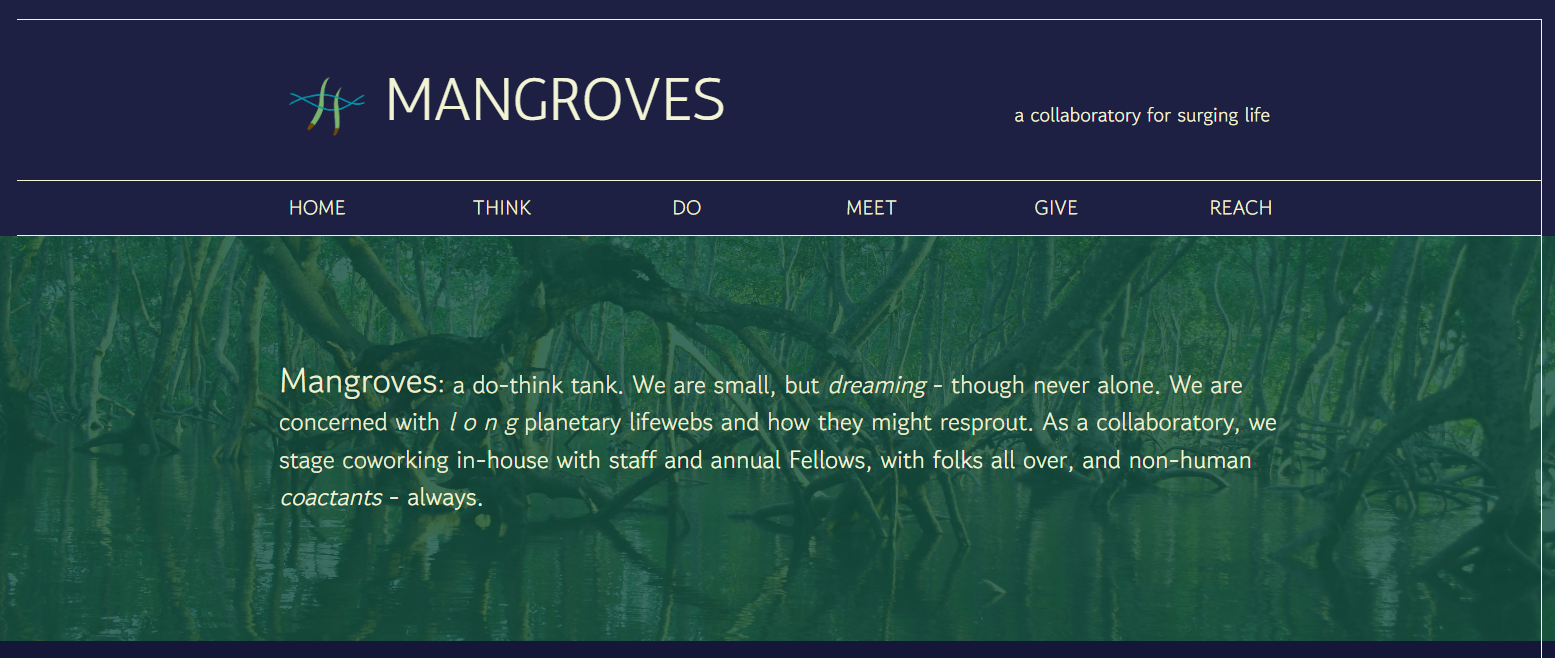 MANGROVES
a collaboratory for surging life
HOME THINK DO MEET GIVE REACH
Mangroves: a do-think tank. We are small, but dreaming - though never alone. We are
concerned with l o n g planetary lifewebs and how they might resprout. As a collaboratory, we
stage coworking in-house with staff and annual Fellows, with folks all over, and non-human
coactants - always.